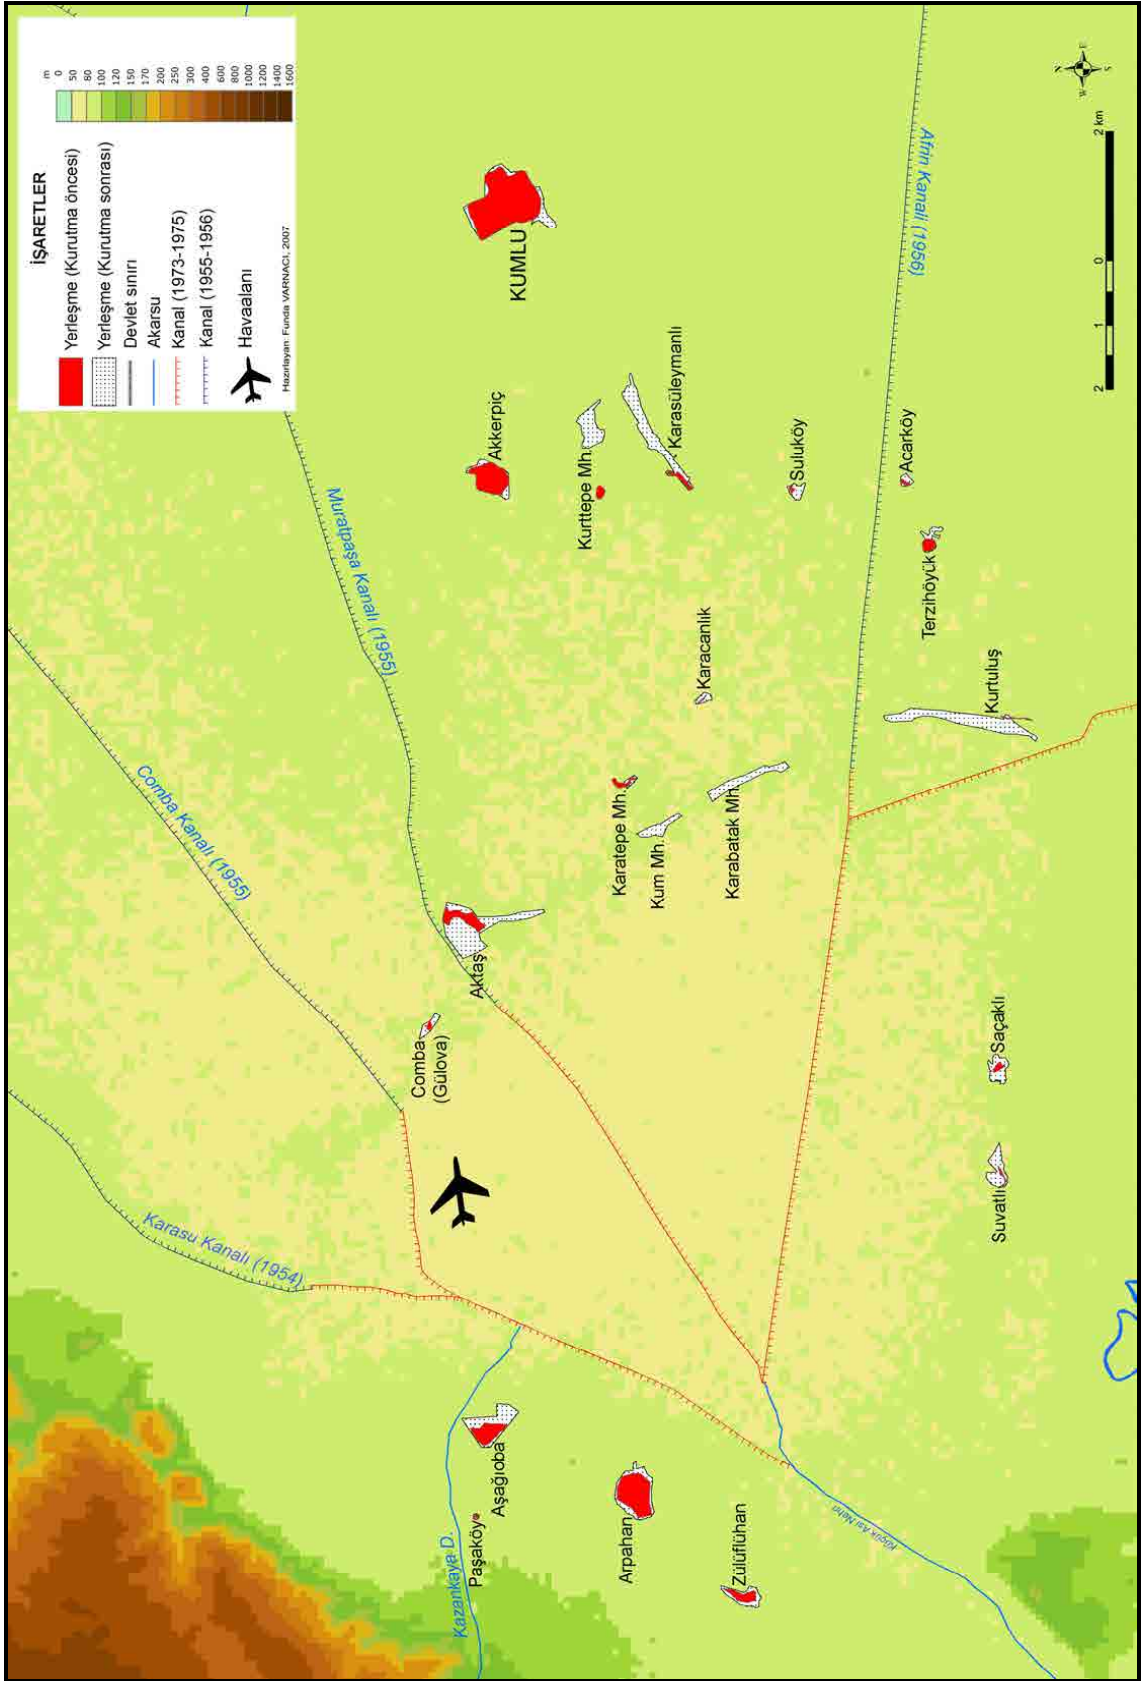 İŞARETLER
m
0
50
80
100
120
150
170
200
250
300
400
600
800
1000
1200
1400
1600
Yerleşme (Kurutma öncesi)
Yerleşme (Kurutma sonrası)
Devlet sınırı
Akarsu
Kanal (1973-1975)
Kanal (1955-1956)
Havaalanı
Hazırlayan: Funda VARNACI, 2007
N
E
S
W
2
1
0
2 km
Karasu Kanalı (1954)
Comba Kanalı (1955)
Muratpaşa Kanalı (1955)
Afrin Kanalı (1956)
Kazankaya D.
Paşaköy
Aşağıoba
Arpahan
Zülüflühan
Küçük Asi Nehri
Comba
(Gülova)
Aktaş
Akkerpiç
KUMLU
Kurttepe Mh.
Karasüleymanlı
Karatepe Mh.
Kum Mh.
Karabatak Mh.
Karacanlık
Suluköy
Acarköy
Terzihöyük
Kurtuluş
Saçaklı
Suvatlı